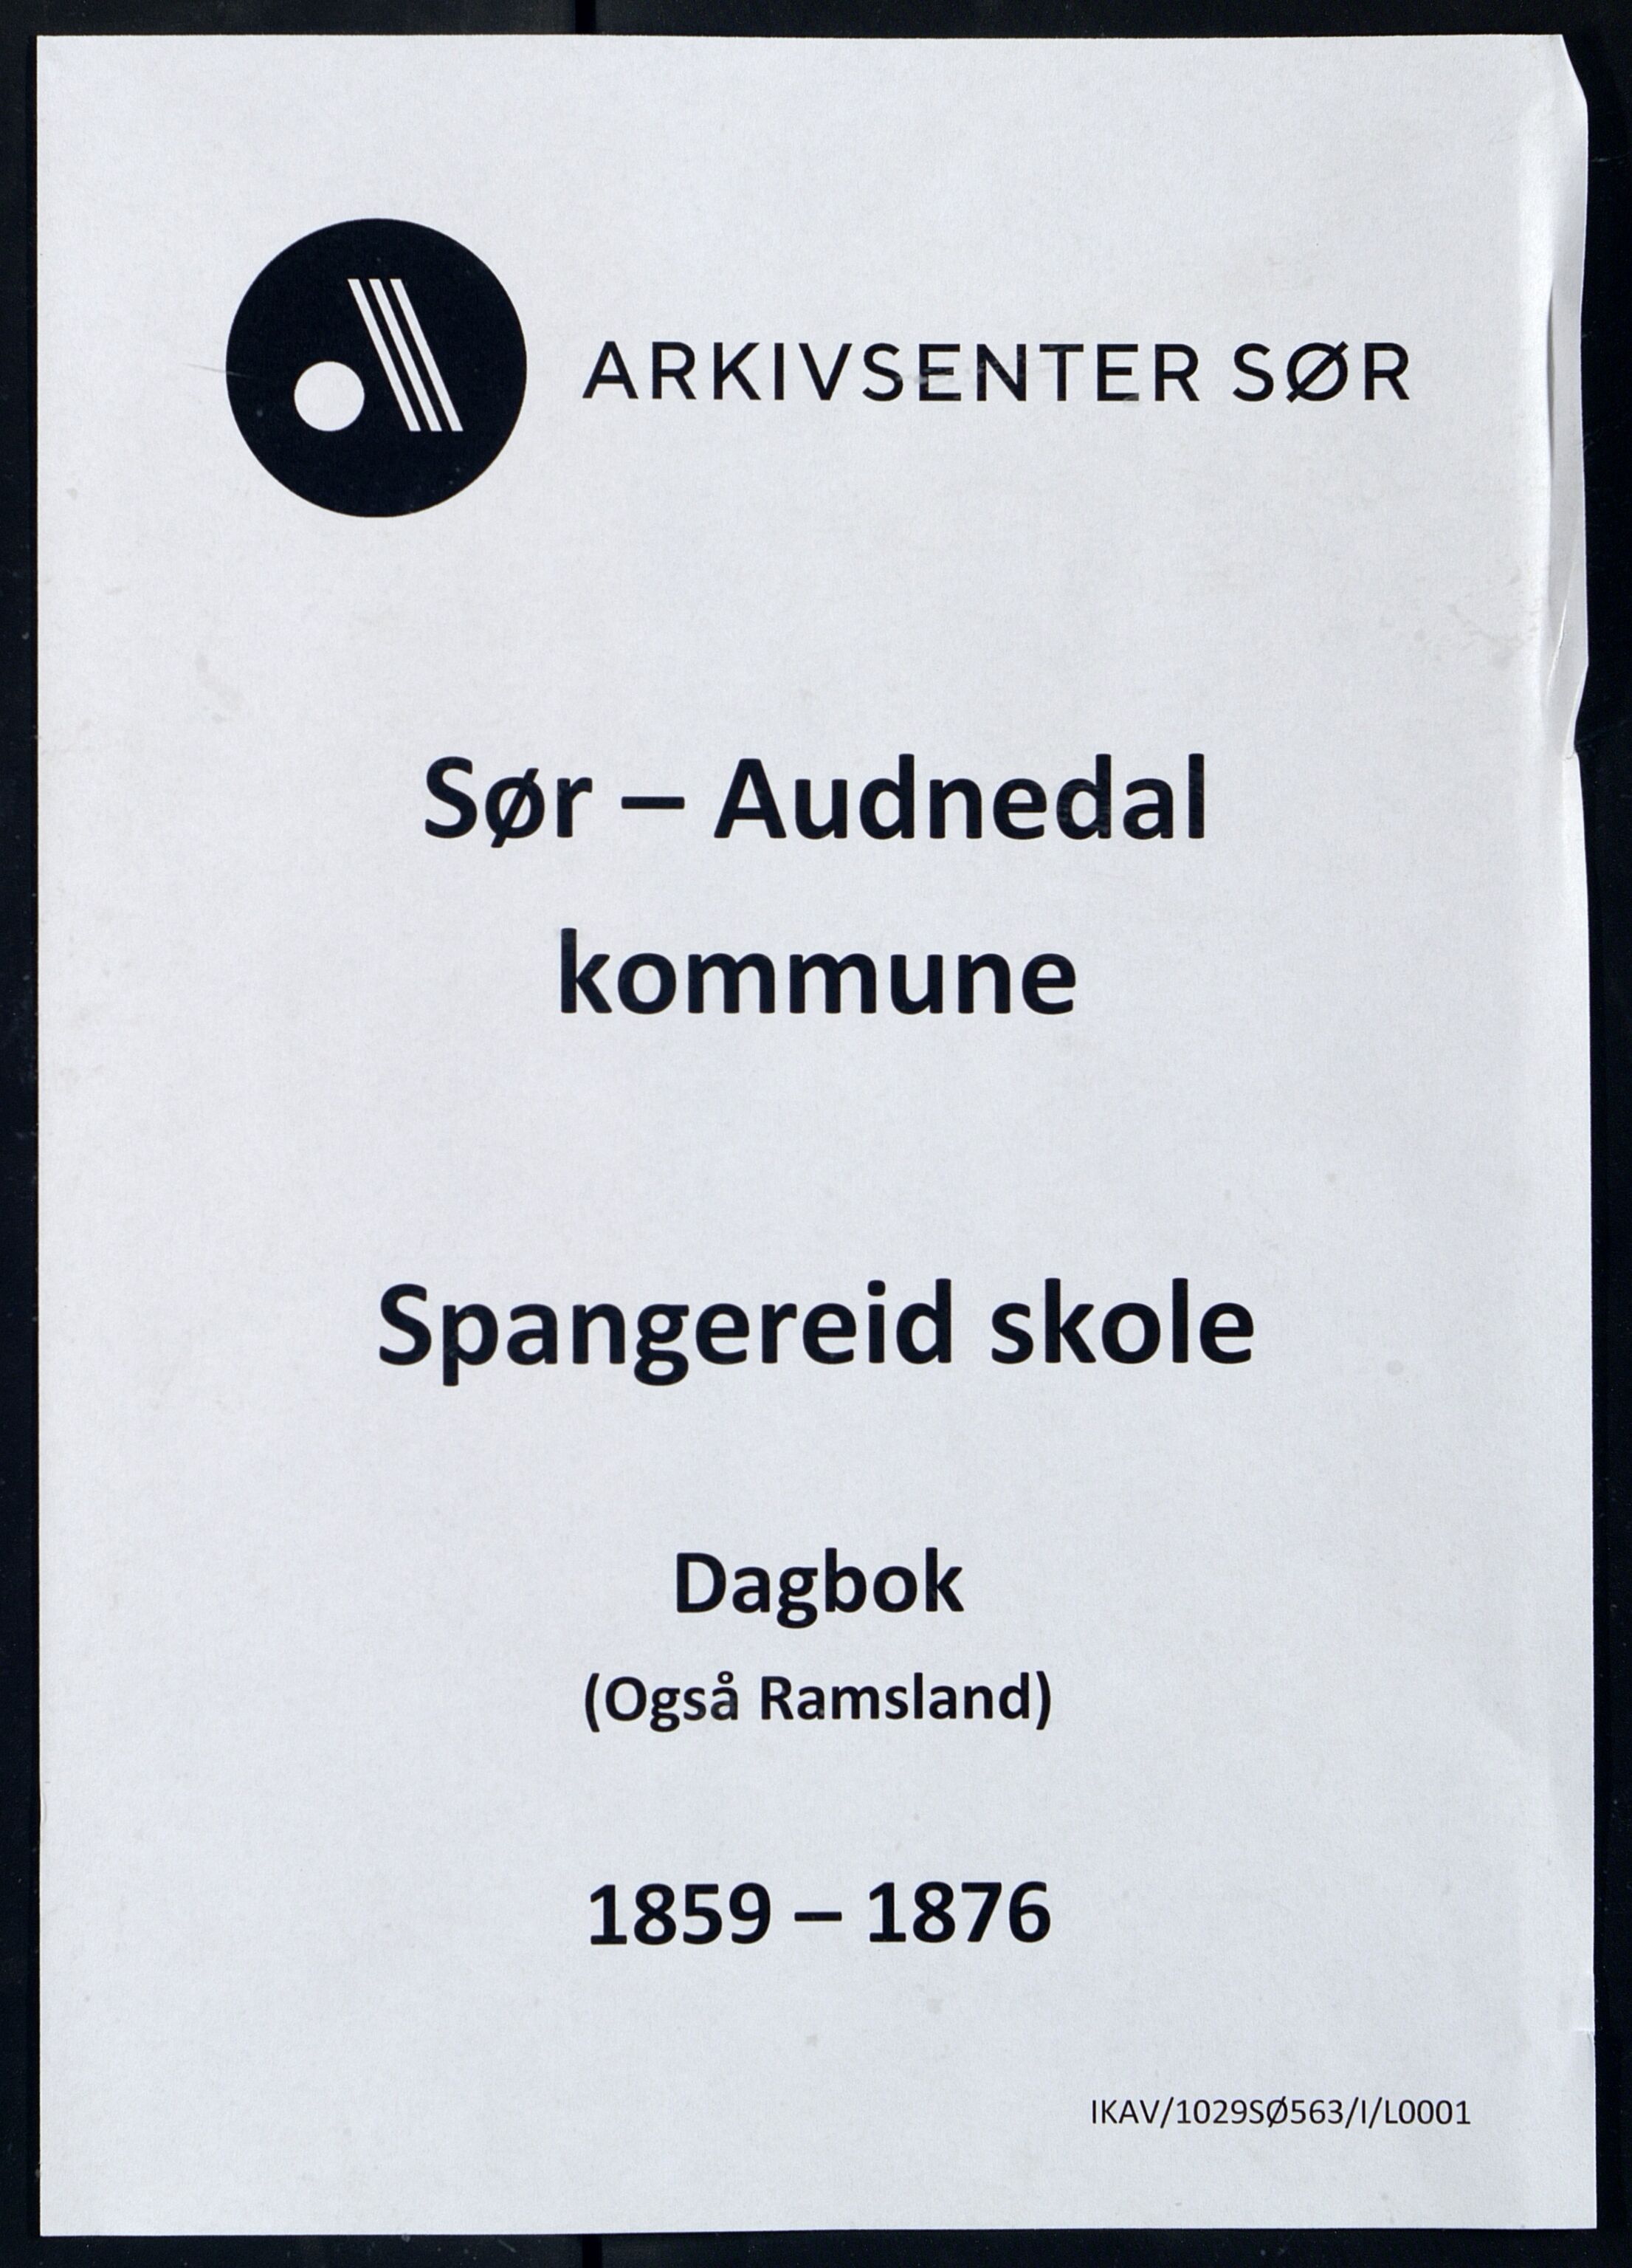 ARKIVSENTER SØR
Sør – Audnedal
kommune
Spangereid skole
Dagbok
(Også Ramsland)
1859 – 1876
IKAV/1029SØ563/I/L0001